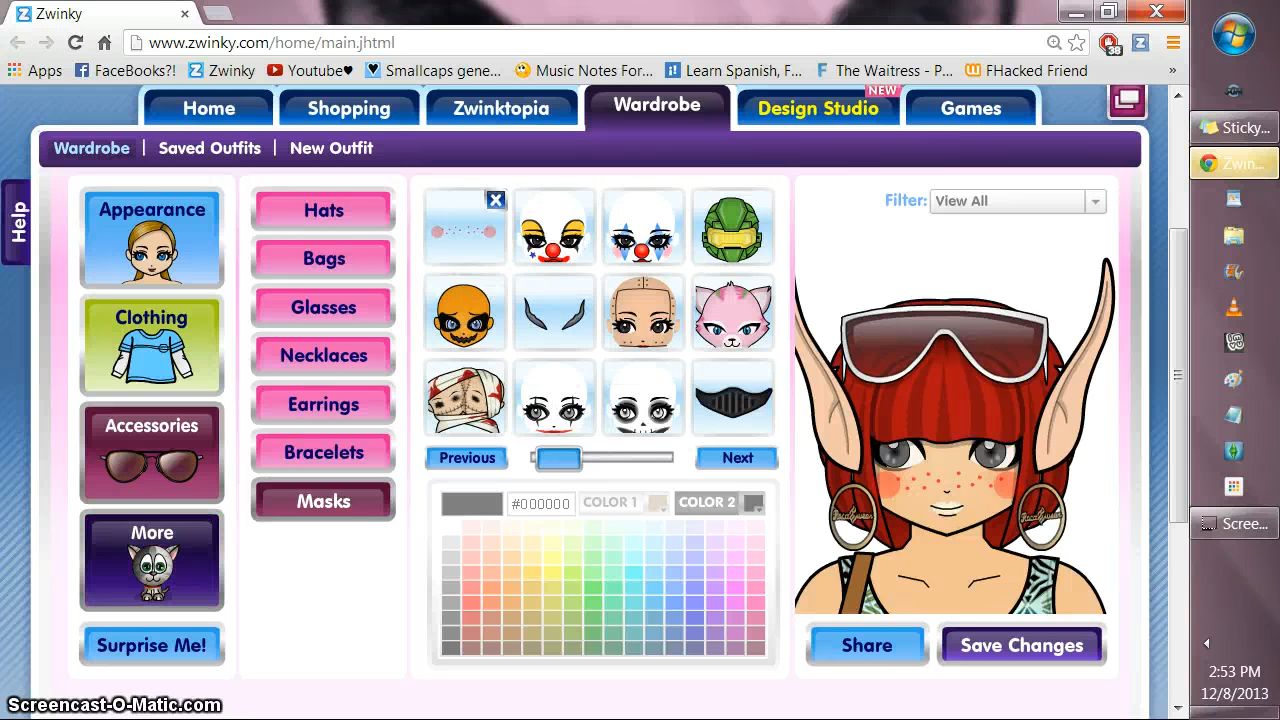 Zwinky
www.zwinky.com/home/main.jhtml
38
Apps FaceBooks?! Zwinky Youtube♥ Smallcaps gene... Music Notes For... Learn Spanish, F... The Waitress - P... FHacked Friend »
Home Shopping Zwinktopia Wardrobe Design Studio NEW Games
Wardrobe | Saved Outfits | New Outfit
Help
Appearance
Clothing
Accessories
More
Surprise Me!
Hats
Bags
Glasses
Necklaces
Earrings
Bracelets
Masks
Previous Next
#000000 COLOR 1 COLOR 2
Filter: View All
Share Save Changes
Sticky...
Zwin...
Scree...
2:53 PM
12/8/2013
Screencast-O-Matic.com